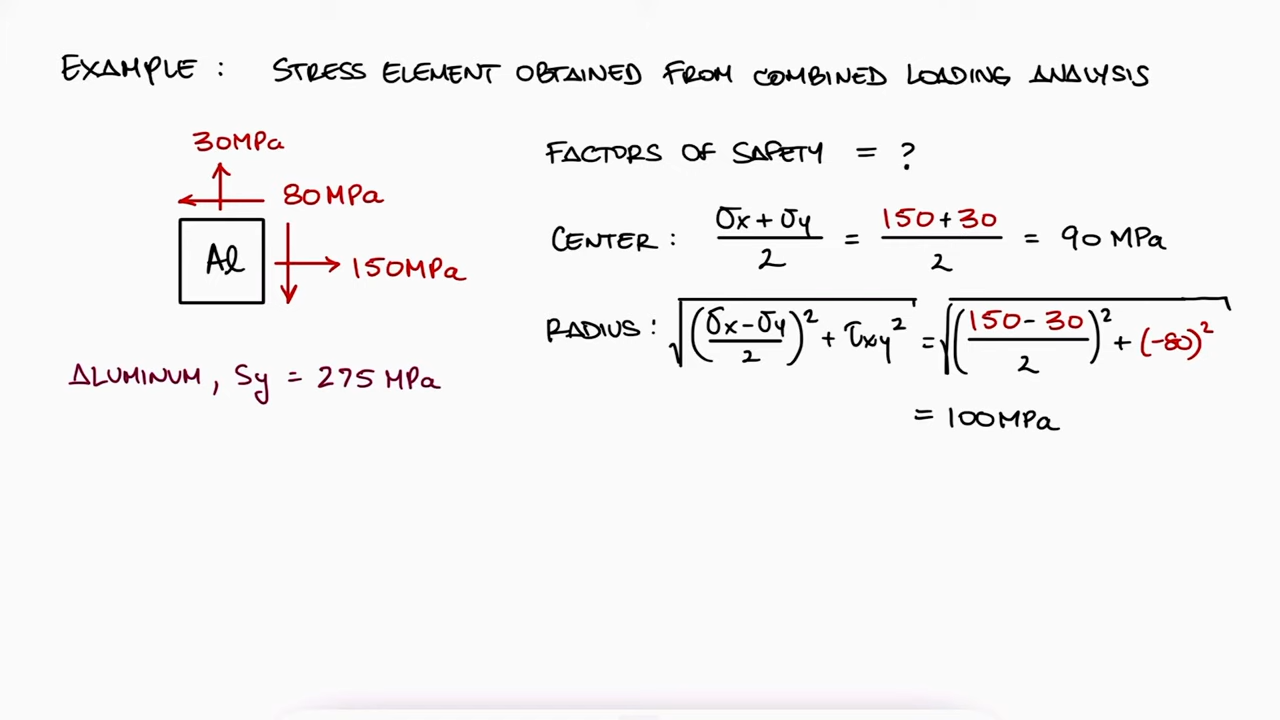 EXAMPLE : STRESS ELEMENT OBTAINED FROM COMBINED LOADING ANALYSIS
30MPa
80MPa
Al
150MPa
ALUMINUM, Sy = 275 MPa
FACTORS OF SAFETY = ?
CENTER : (σx + σy)/2 = (150 + 30)/2 = 90 MPa
RADIUS : √(((σx − σy)/2)² + τxy²) = √(((150 − 30)/2)² + (−80)²)
= 100MPa